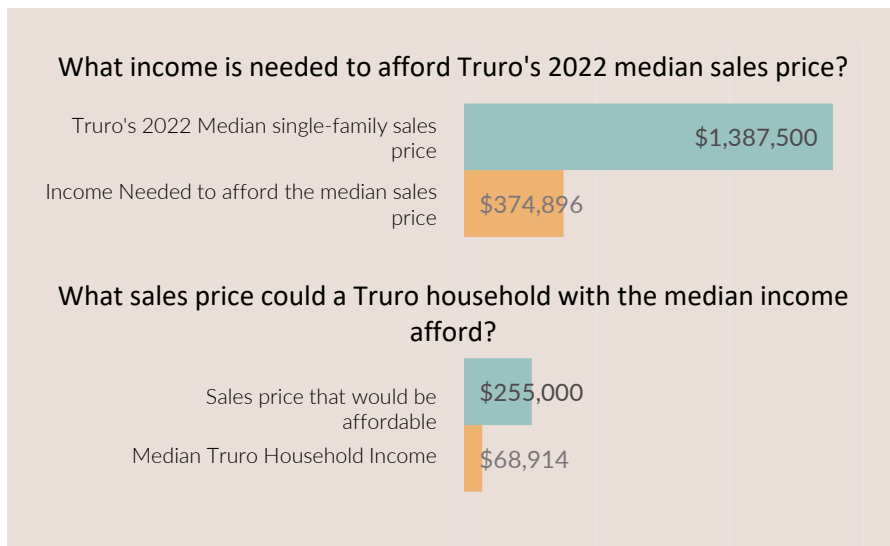 What income is needed to afford Truro's 2022 median sales price?
Truro's 2022 Median single-family sales
price
$1,387,500
Income Needed to afford the median sales
price
$374,896
What sales price could a Truro household with the median income
afford?
Sales price that would be
affordable
$255,000
Median Truro Household Income
$68,914